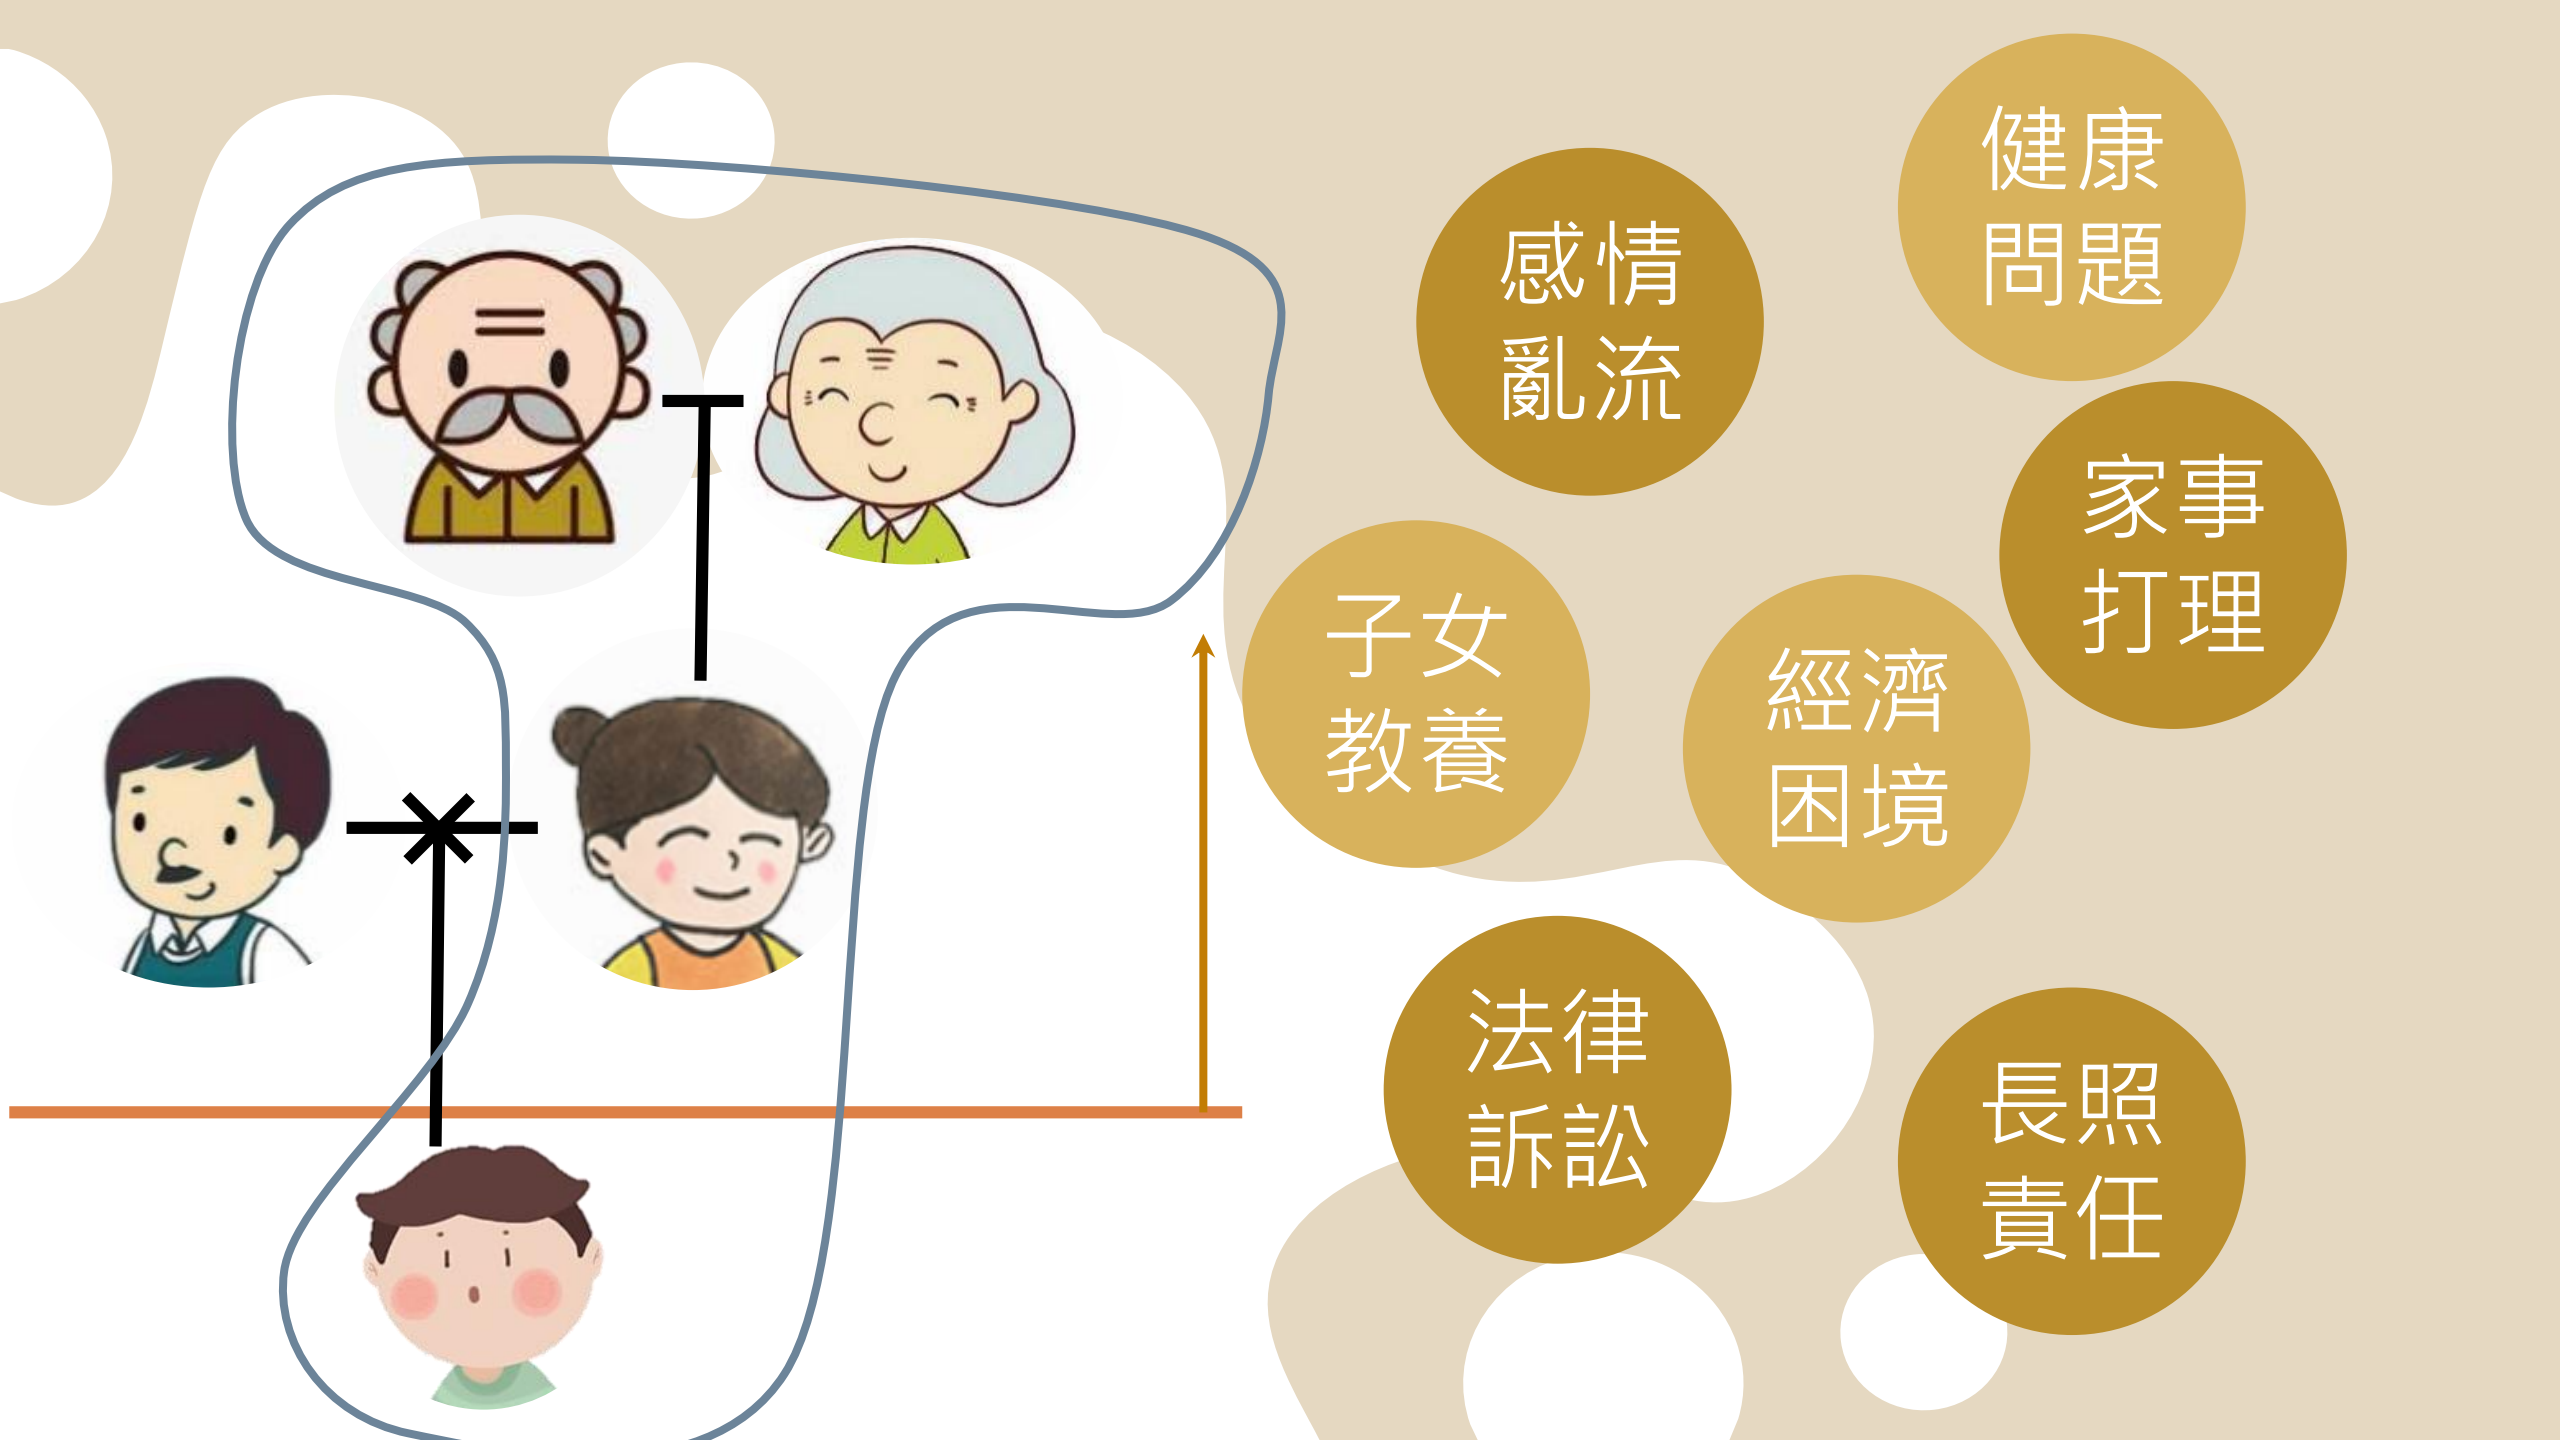 健康
問題
感情
亂流
家事
打理
子女
教養
經濟
困境
法律
訴訟
長照
責任